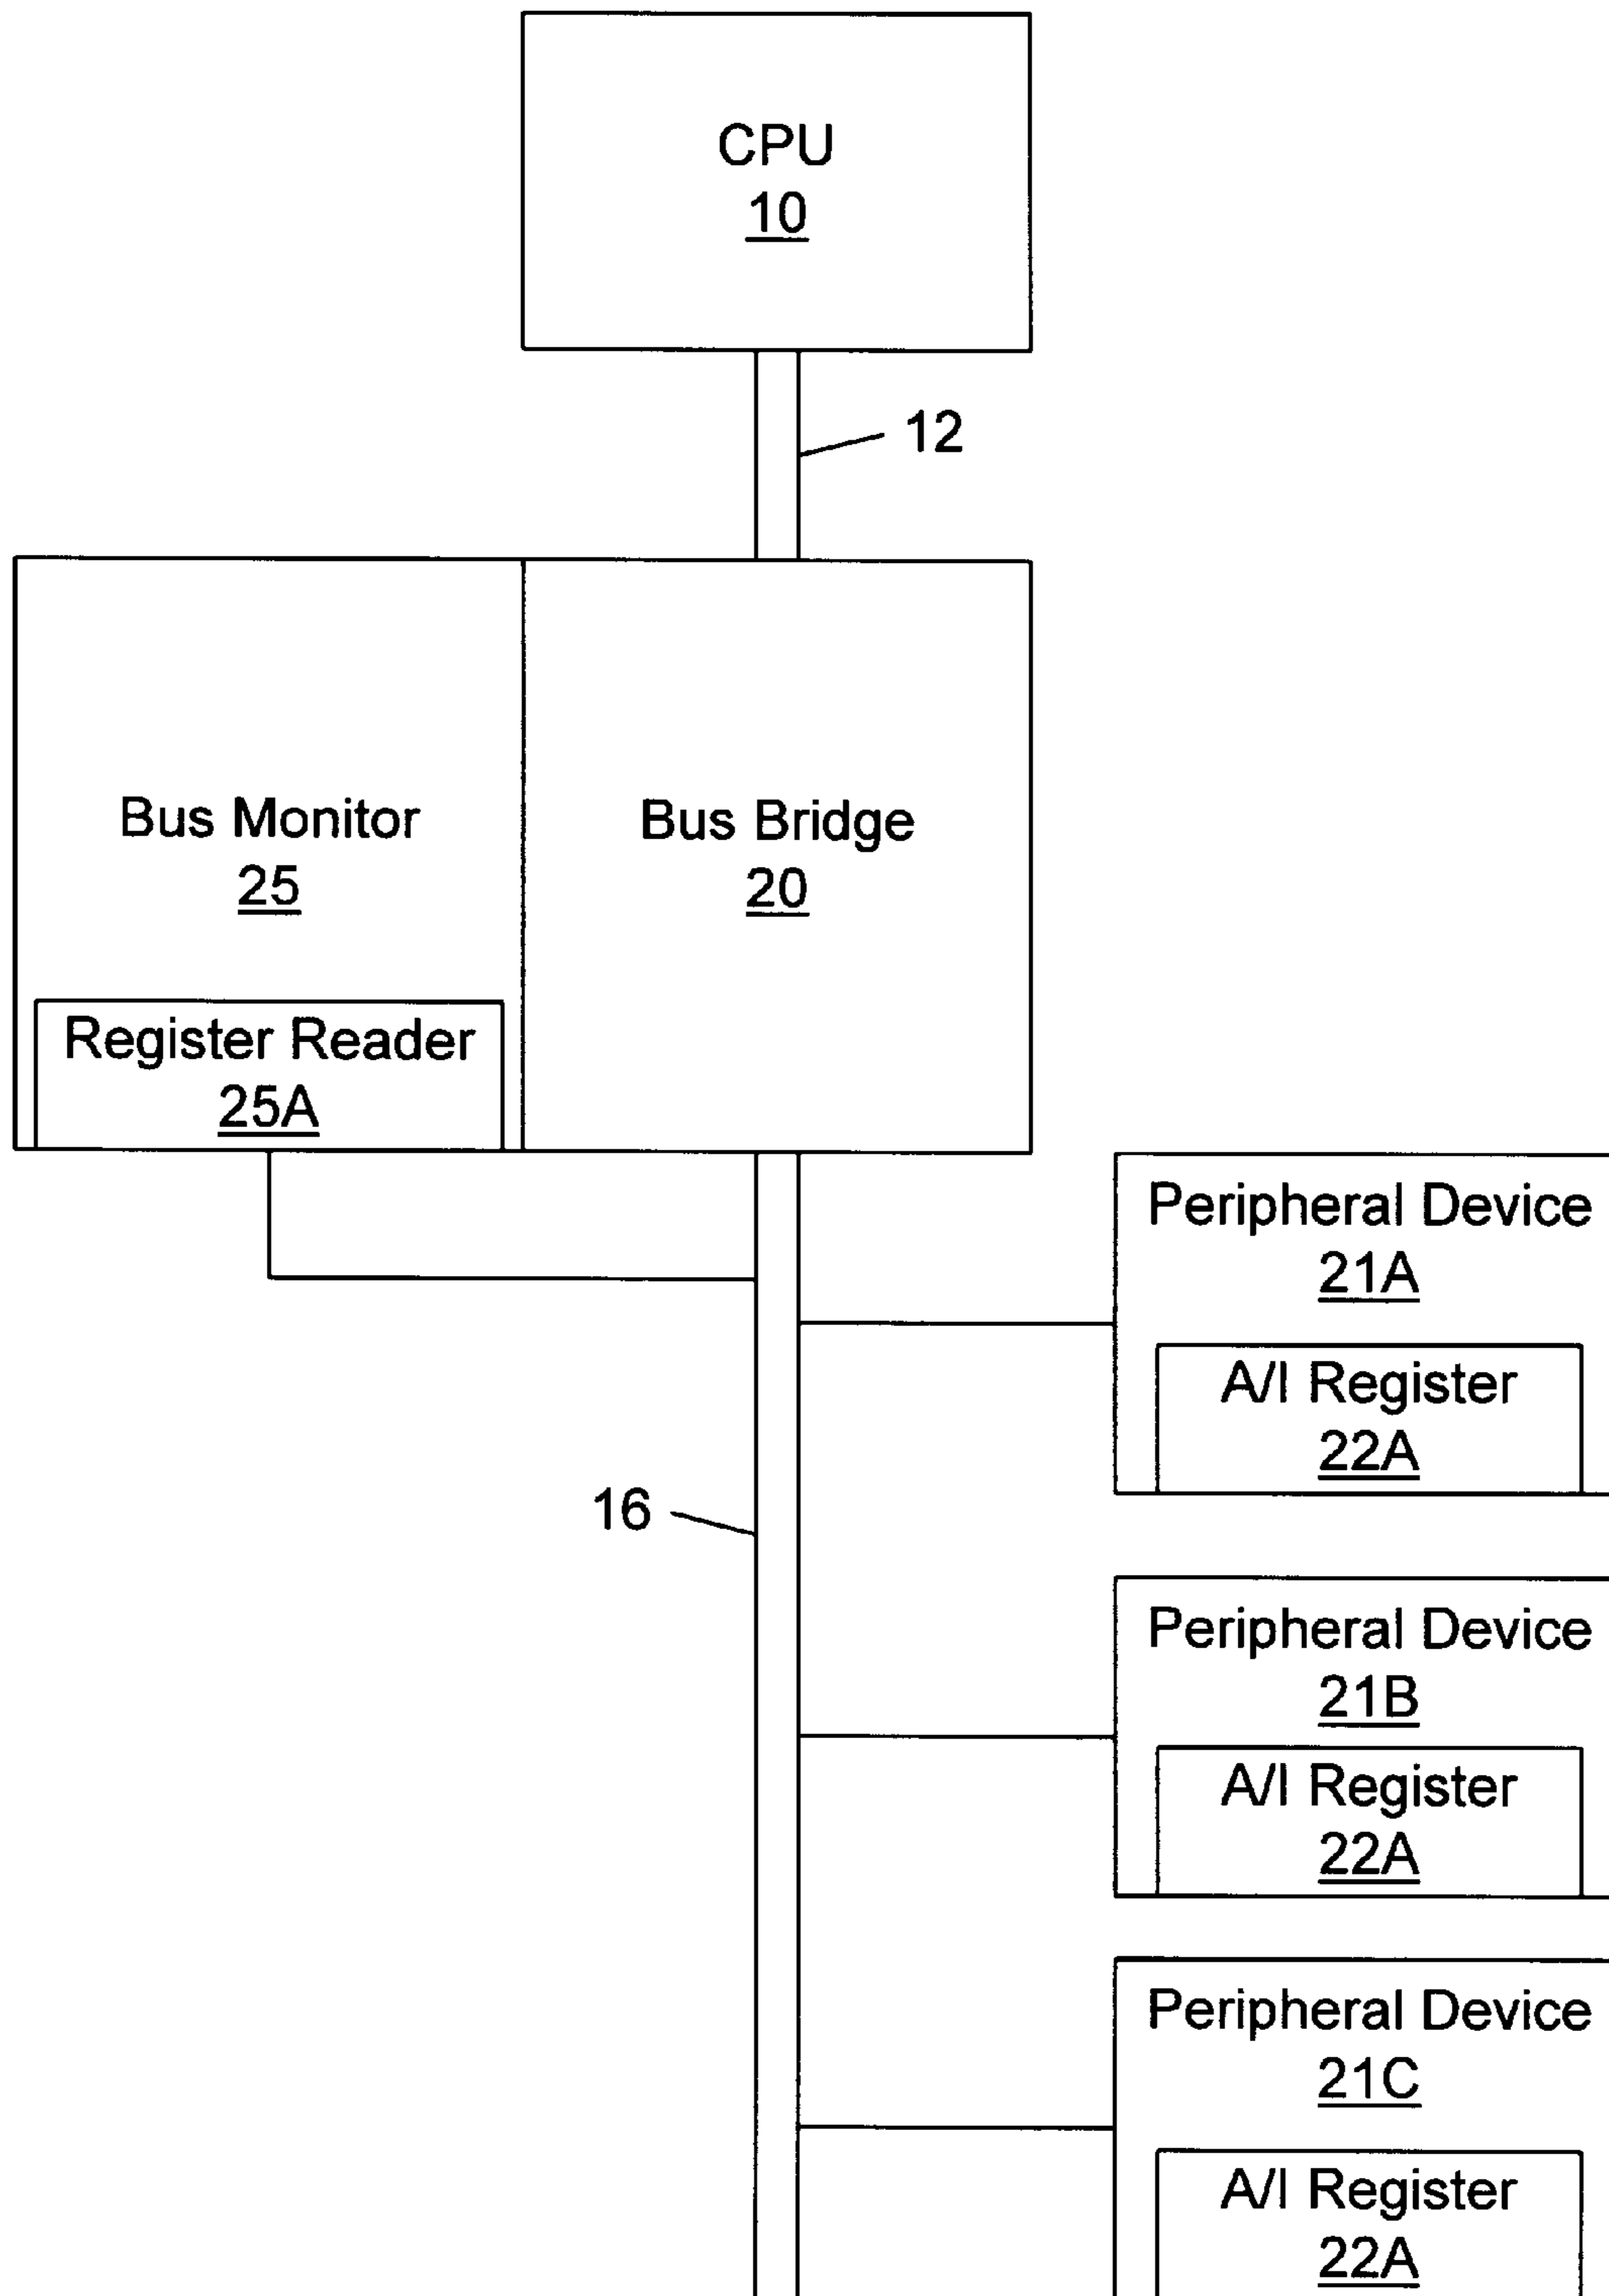 CPU
10
12
Bus Monitor
25
Bus Bridge
20
Register Reader
25A
Peripheral Device
21A
A/I Register
22A
16
Peripheral Device
21B
A/I Register
22A
Peripheral Device
21C
A/I Register
22A